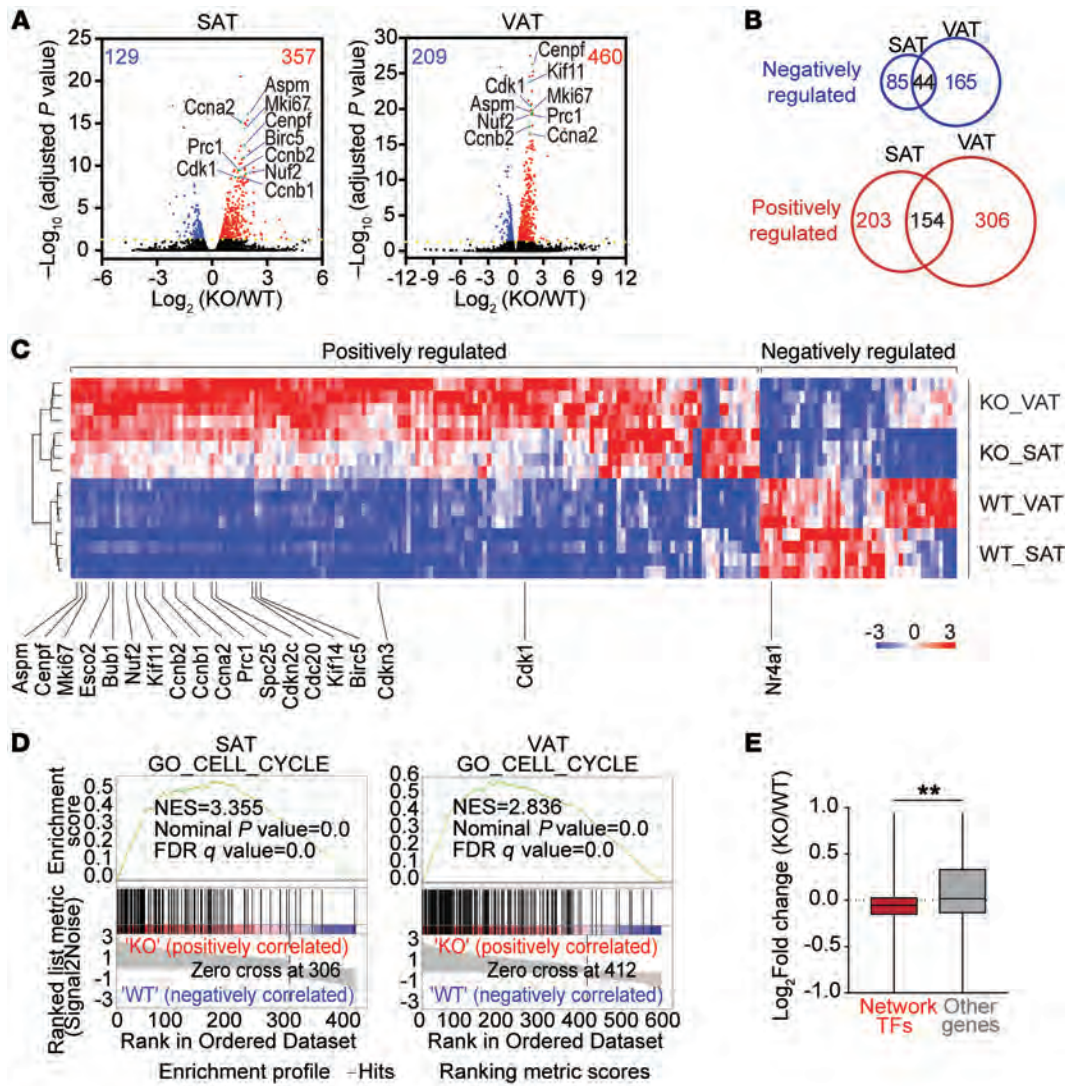 A
SAT
129
357
Ccna2
Aspm
Mki67
Cenpf
Birc5
Prc1
Ccnb2
Cdk1
Nuf2
Ccnb1
–Log10 (adjusted P value)
25
20
15
10
5
0
-6 -3 0 3 6
Log2 (KO/WT)
VAT
209
460
Cenpf
Kif11
Cdk1
Mki67
Aspm
Prc1
Nuf2
Ccnb2
Ccna2
–Log10 (adjusted P value)
30
25
20
15
10
5
0
-12 -9 -6 -3 0 3 6 9 12
Log2 (KO/WT)
B
SAT
VAT
Negatively
regulated
85 44 165
SAT
VAT
Positively
regulated
203 154 306
C
Positively regulated
Negatively regulated
KO_VAT
KO_SAT
WT_VAT
WT_SAT
Aspm
Cenpf
Mki67
Esco2
Bub1
Nuf2
Kif11
Ccnb2
Ccnb1
Ccna2
Prc1
Spc25
Cdkn2c
Cdc20
Kif14
Birc5
Cdkn3
Cdk1
Nr4a1
-3 0 3
D
SAT
GO_CELL_CYCLE
Enrichment
score
0.5
0.4
0.3
0.2
0.1
0.0
NES=3.355
Nominal P value=0.0
FDR q value=0.0
Ranked list metric
(Signal2Noise)
3
1
-1
-3
'KO' (positively correlated)
Zero cross at 306
'WT' (negatively correlated)
0 100 200 300 400
Rank in Ordered Dataset
VAT
GO_CELL_CYCLE
0.6
0.5
0.4
0.3
0.2
0.1
0.0
NES=2.836
Nominal P value=0.0
FDR q value=0.0
3
1
-1
-3
'KO' (positively correlated)
Zero cross at 412
'WT' (negatively correlated)
0 100 200 300 400 500 600
Rank in Ordered Dataset
Enrichment profile
Hits
Ranking metric scores
E
Log2Fold change (KO/WT)
**
1.0
0.5
0.0
-0.5
-1.0
Network
TFs
Other
genes